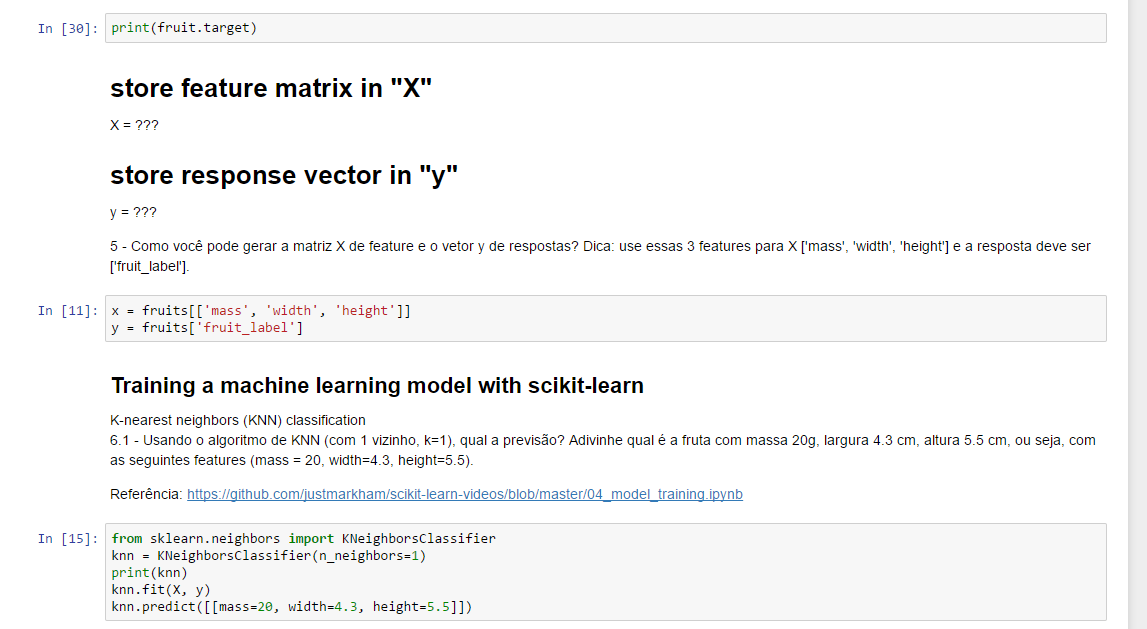 In [30]: print(fruit.target)
store feature matrix in "X"
X = ???
store response vector in "y"
y = ???
5 - Como você pode gerar a matriz X de feature e o vetor y de respostas? Dica: use essas 3 features para X ['mass', 'width', 'height'] e a resposta deve ser
['fruit_label'].
In [11]: x = fruits[['mass', 'width', 'height']]
y = fruits['fruit_label']
Training a machine learning model with scikit-learn
K-nearest neighbors (KNN) classification
6.1 - Usando o algoritmo de KNN (com 1 vizinho, k=1), qual a previsão? Adivinhe qual é a fruta com massa 20g, largura 4.3 cm, altura 5.5 cm, ou seja, com
as seguintes features (mass = 20, width=4.3, height=5.5).
Referência: https://github.com/justmarkham/scikit-learn-videos/blob/master/04_model_training.ipynb
In [15]: from sklearn.neighbors import KNeighborsClassifier
knn = KNeighborsClassifier(n_neighbors=1)
print(knn)
knn.fit(X, y)
knn.predict([[mass=20, width=4.3, height=5.5]])